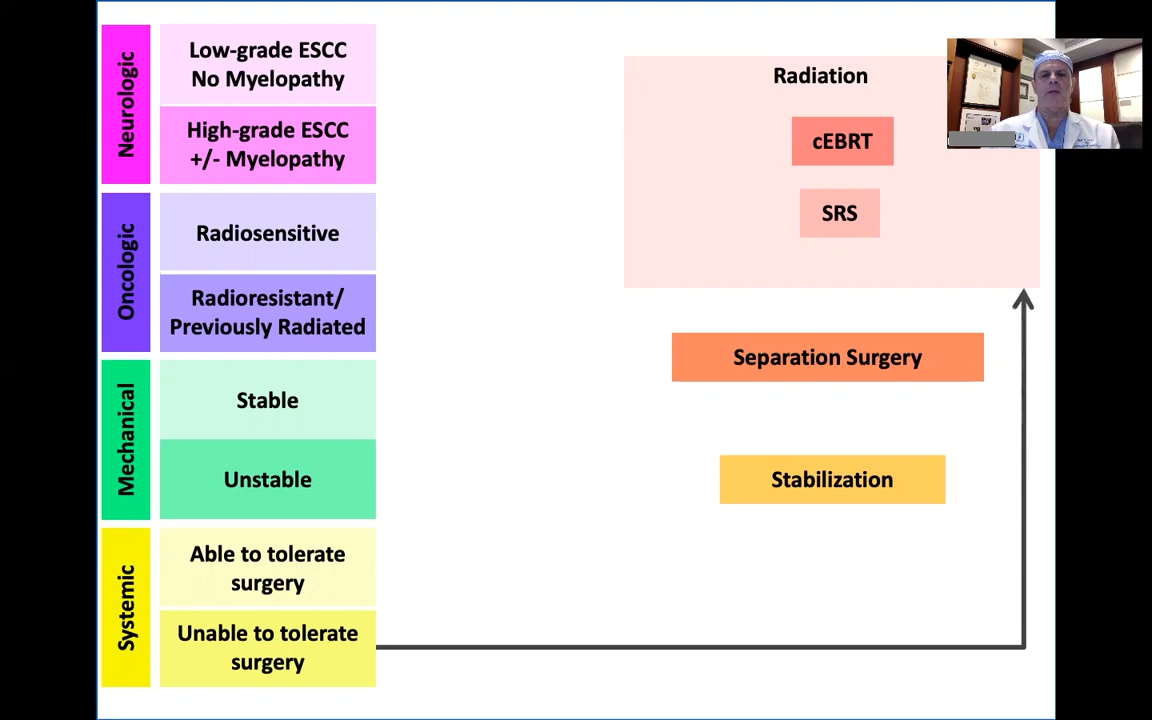 Neurologic
Low-grade ESCC
No Myelopathy
High-grade ESCC
+/- Myelopathy
Oncologic
Radiosensitive
Radioresistant/
Previously Radiated
Mechanical
Stable
Unstable
Systemic
Able to tolerate
surgery
Unable to tolerate
surgery
Radiation
cEBRT
SRS
Separation Surgery
Stabilization